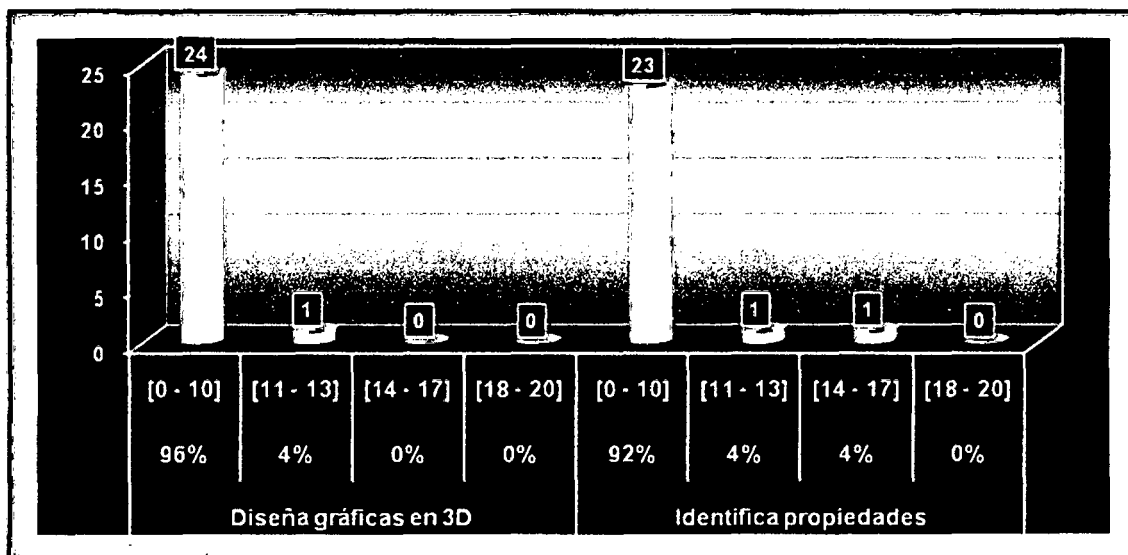 24 23
25
20
15
10
5
1 0 0 1 1 0
0
[0 - 10] [11 - 13] [14 - 17] [18 - 20] [0 - 10] [11 - 13] [14 - 17] [18 - 20]
96% 4% 0% 0% 92% 4% 4% 0%
Diseña gráficas en 3D Identifica propiedades